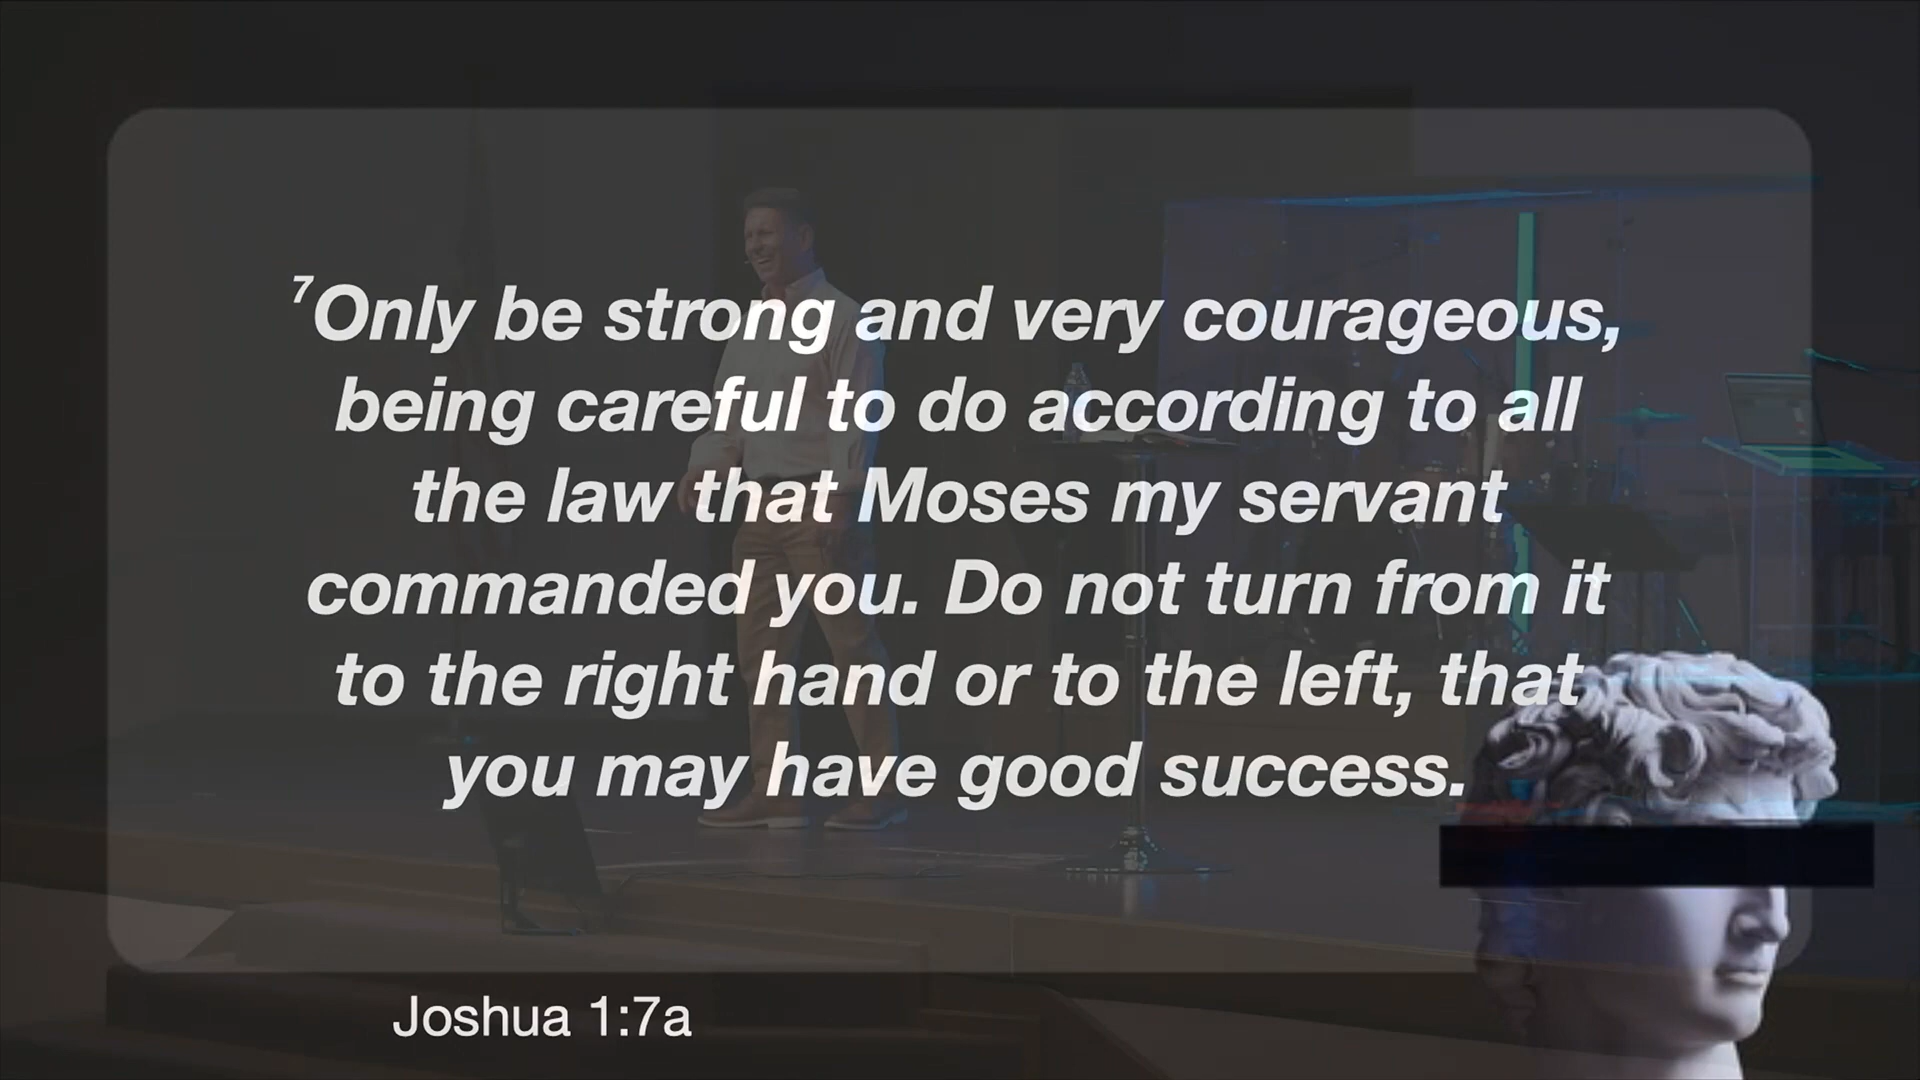 7Only be strong and very courageous,
being careful to do according to all
the law that Moses my servant
commanded you. Do not turn from it
to the right hand or to the left, that
you may have good success.
Joshua 1:7a